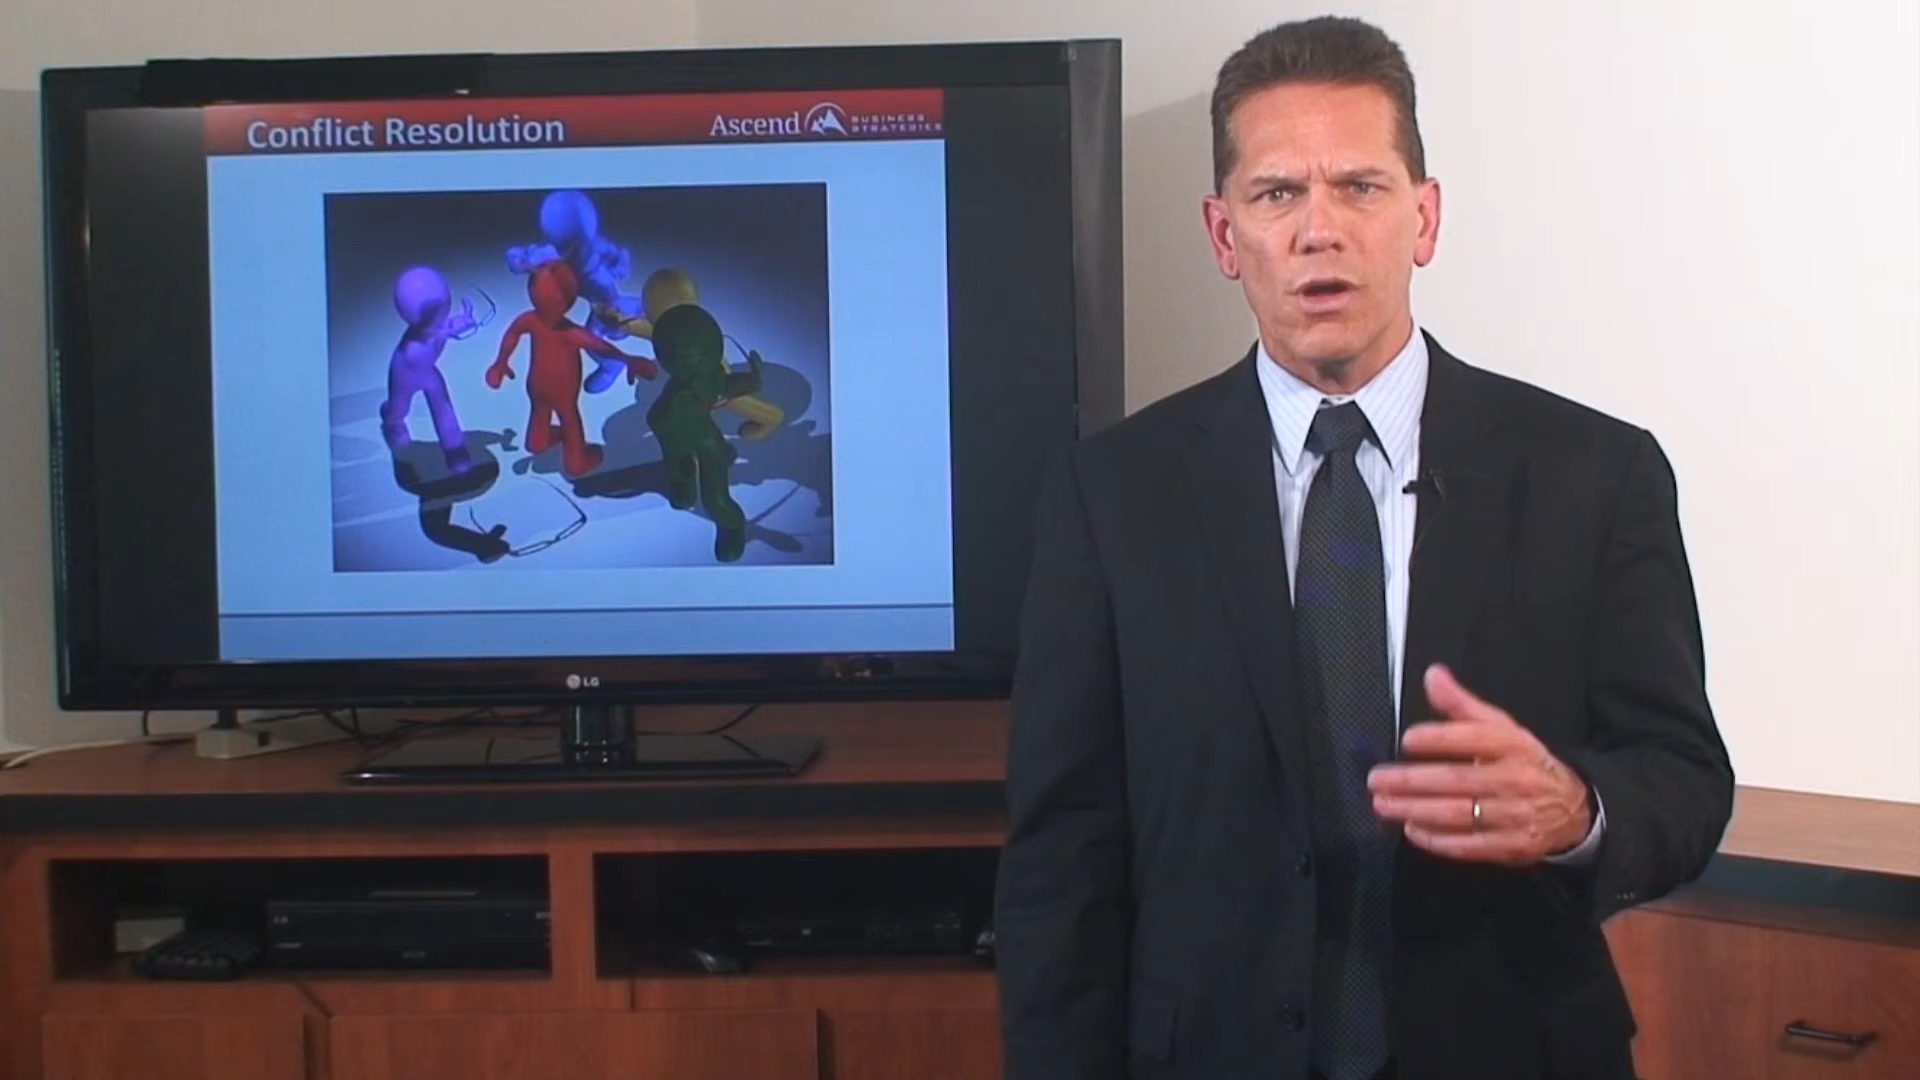 Conflict Resolution
Ascend
BUSINESS
STRATEGIES
LG